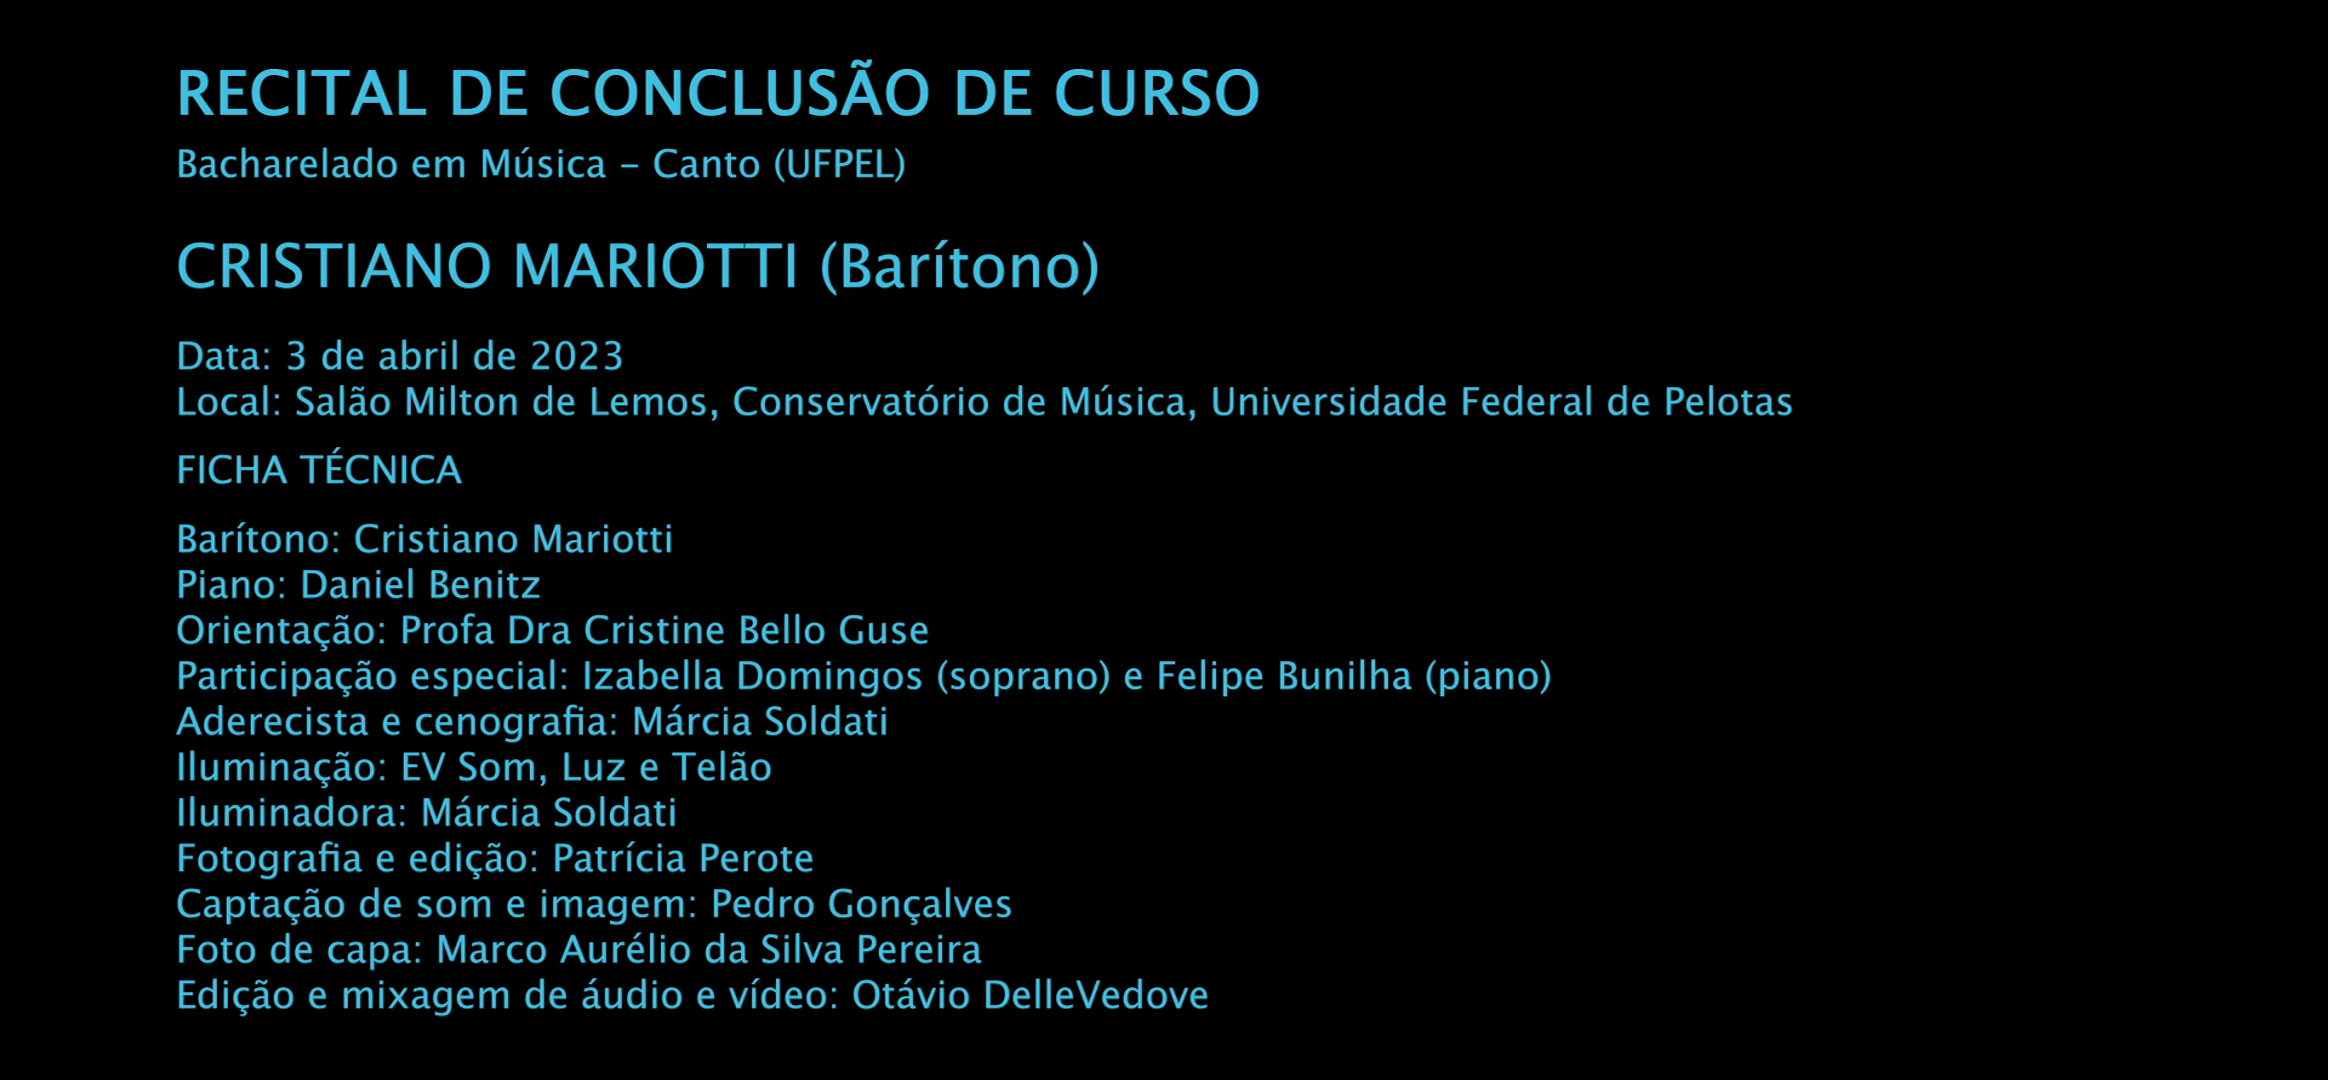 RECITAL DE CONCLUSÃO DE CURSO
Bacharelado em Música – Canto (UFPEL)
CRISTIANO MARIOTTI (Barítono)
Data: 3 de abril de 2023
Local: Salão Milton de Lemos, Conservatório de Música, Universidade Federal de Pelotas
FICHA TÉCNICA
Barítono: Cristiano Mariotti
Piano: Daniel Benitz
Orientação: Profa Dra Cristine Bello Guse
Participação especial: Izabella Domingos (soprano) e Felipe Bunilha (piano)
Aderecista e cenografia: Márcia Soldati
Iluminação: EV Som, Luz e Telão
Iluminadora: Márcia Soldati
Fotografia e edição: Patrícia Perote
Captação de som e imagem: Pedro Gonçalves
Foto de capa: Marco Aurélio da Silva Pereira
Edição e mixagem de áudio e vídeo: Otávio DelleVedove